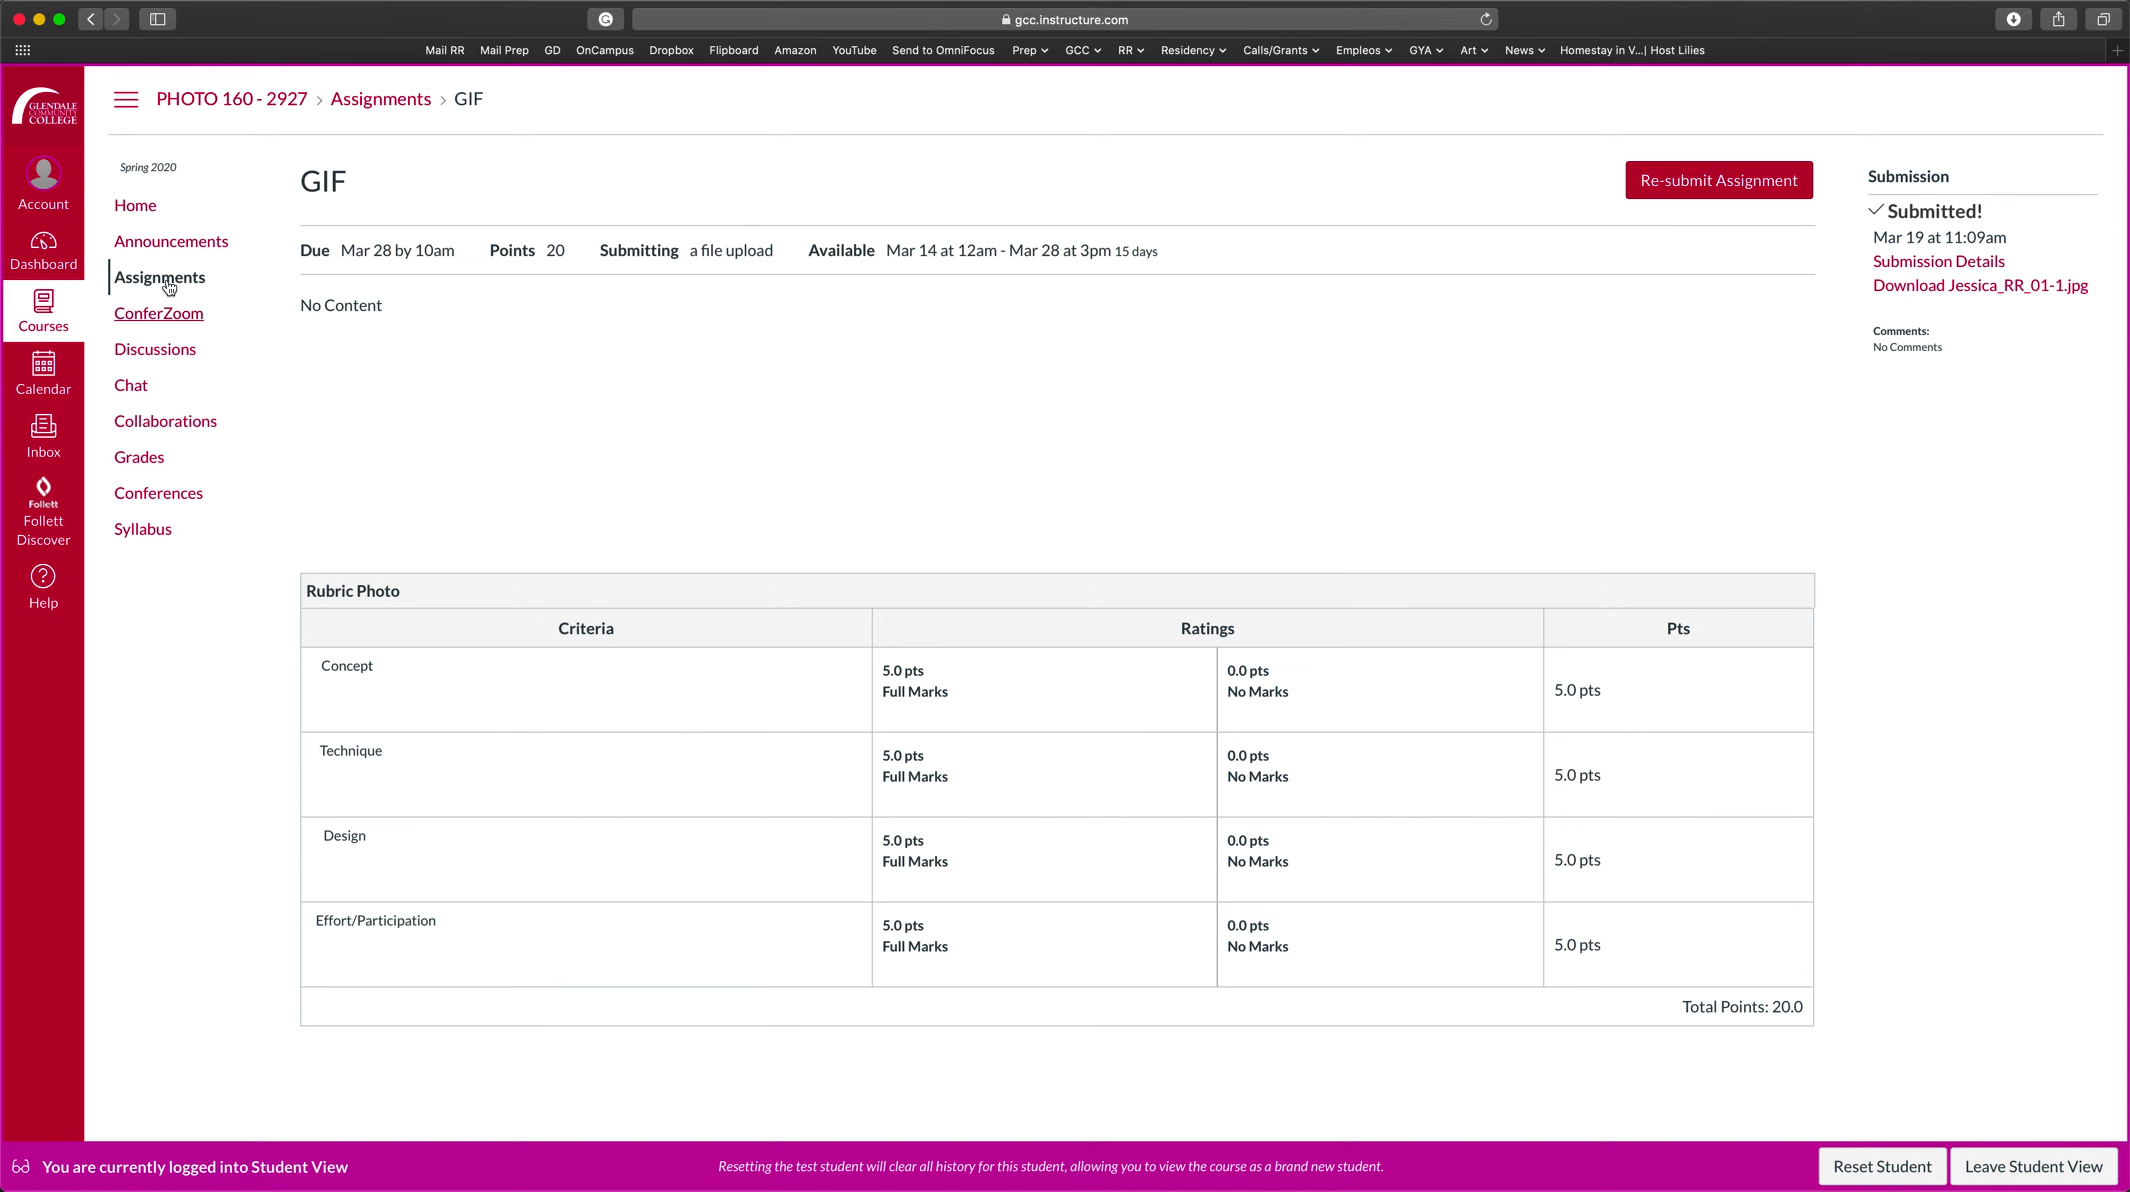 gcc.instructure.com
Mail RR Mail Prep GD OnCampus Dropbox Flipboard Amazon YouTube Send to OmniFocus Prep GCC RR Residency Calls/Grants Empleos GYA Art News Homestay in V...| Host Lilies
GLENDALE
COMMUNITY
COLLEGE
Account
Dashboard
Courses
Calendar
Inbox
Follett
Follett
Discover
Help
PHOTO 160 - 2927 › Assignments › GIF
Spring 2020
Home
Announcements
Assignments
ConferZoom
Discussions
Chat
Collaborations
Grades
Conferences
Syllabus
GIF
Re-submit Assignment
Due Mar 28 by 10am Points 20 Submitting a file upload Available Mar 14 at 12am - Mar 28 at 3pm 15 days
No Content
Rubric Photo
Criteria Ratings Pts
Concept 5.0 pts 0.0 pts
Full Marks No Marks 5.0 pts
Technique 5.0 pts 0.0 pts
Full Marks No Marks 5.0 pts
Design 5.0 pts 0.0 pts
Full Marks No Marks 5.0 pts
Effort/Participation 5.0 pts 0.0 pts
Full Marks No Marks 5.0 pts
Total Points: 20.0
Submission
Submitted!
Mar 19 at 11:09am
Submission Details
Download Jessica_RR_01-1.jpg
Comments:
No Comments
You are currently logged into Student View
Resetting the test student will clear all history for this student, allowing you to view the course as a brand new student.
Reset Student
Leave Student View